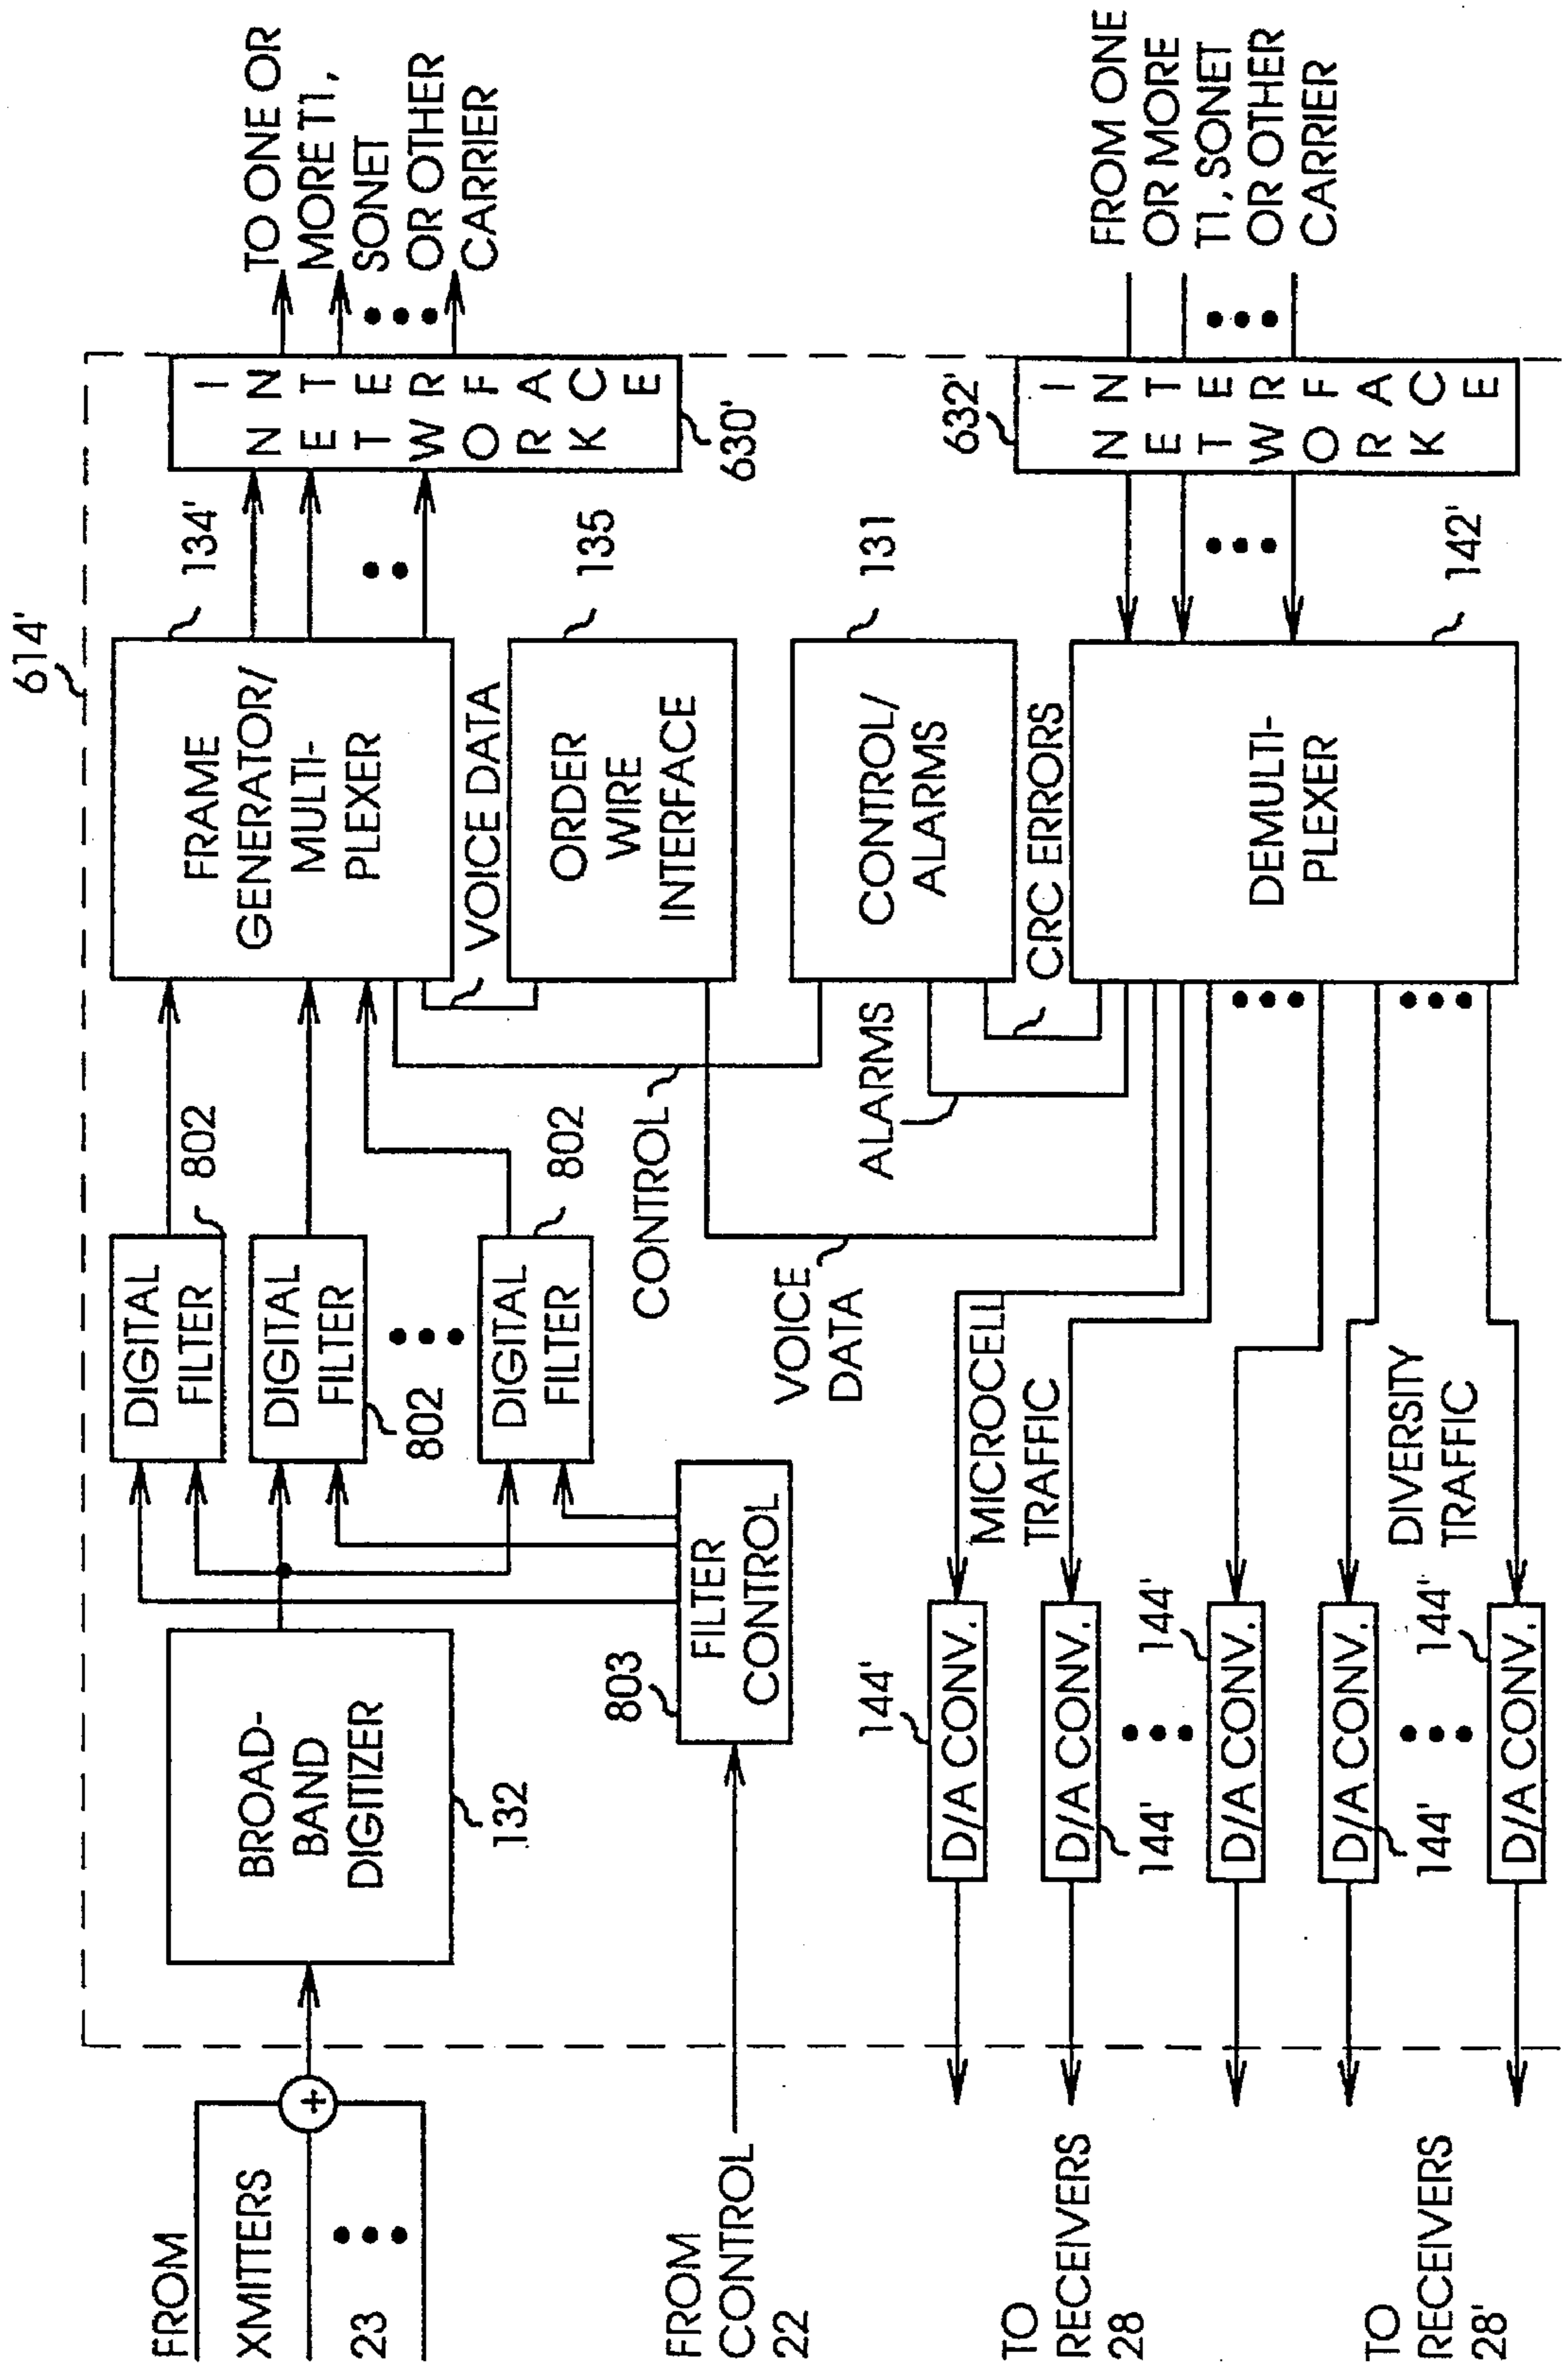 614'
FROM
XMITTERS
23
+
BROAD-
BAND
DIGITIZER
132
DIGITAL
FILTER
802
DIGITAL
FILTER
802
DIGITAL
FILTER
802
FRAME
GENERATOR/
MULTI-
PLEXER
134'
NETWORK
INTERFACE
630'
TO ONE OR
MORE T1,
SONET
OR OTHER
CARRIER
VOICE DATA
ORDER
WIRE
INTERFACE
135
FROM
CONTROL
22
803
FILTER
CONTROL
CONTROL
VOICE
DATA
ALARMS
CONTROL/
ALARMS
131
CRC ERRORS
DEMULTI-
PLEXER
142'
632'
NETWORK
INTERFACE
FROM ONE
OR MORE
T1, SONET
OR OTHER
CARRIER
MICROCELL
TRAFFIC
DIVERSITY
TRAFFIC
144'
D/A CONV.
D/A CONV.
144'
144'
D/A CONV.
D/A CONV.
144'
144'
D/A CONV.
TO
RECEIVERS
28
TO
RECEIVERS
28'